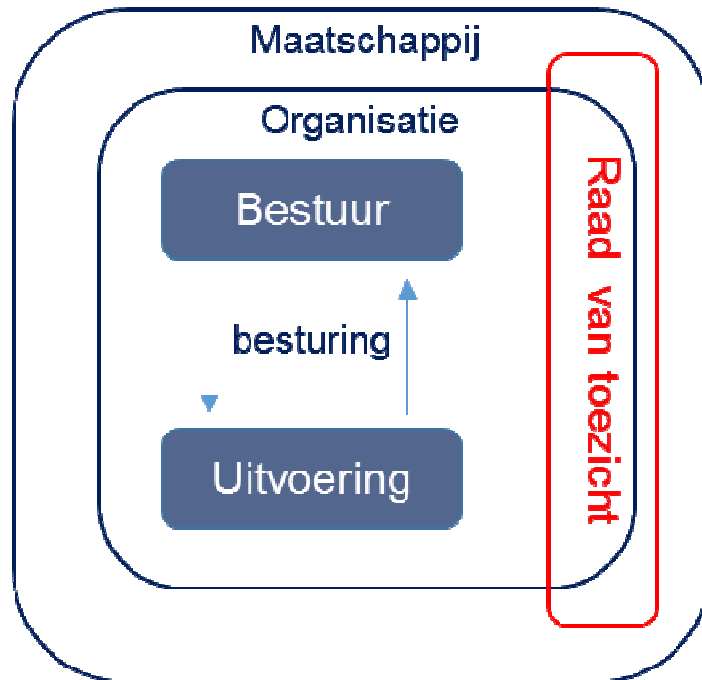 Maatschappij
Organisatie
Bestuur
besturing
Uitvoering
Raad van toezicht